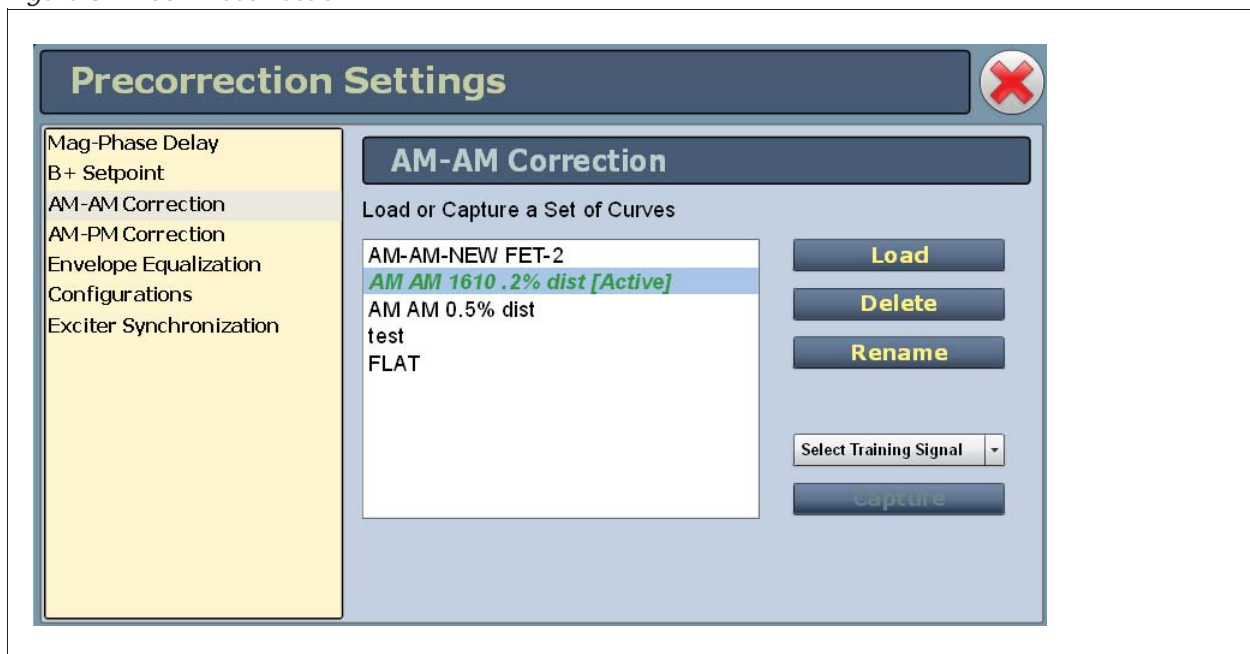 Precorrection Settings
Mag-Phase Delay
B+ Setpoint
AM-AM Correction
AM-PM Correction
Envelope Equalization
Configurations
Exciter Synchronization
AM-AM Correction
Load or Capture a Set of Curves
AM-AM-NEW FET-2
AM AM 1610 .2% dist [Active]
AM AM 0.5% dist
test
FLAT
Load
Delete
Rename
Select Training Signal
Capture